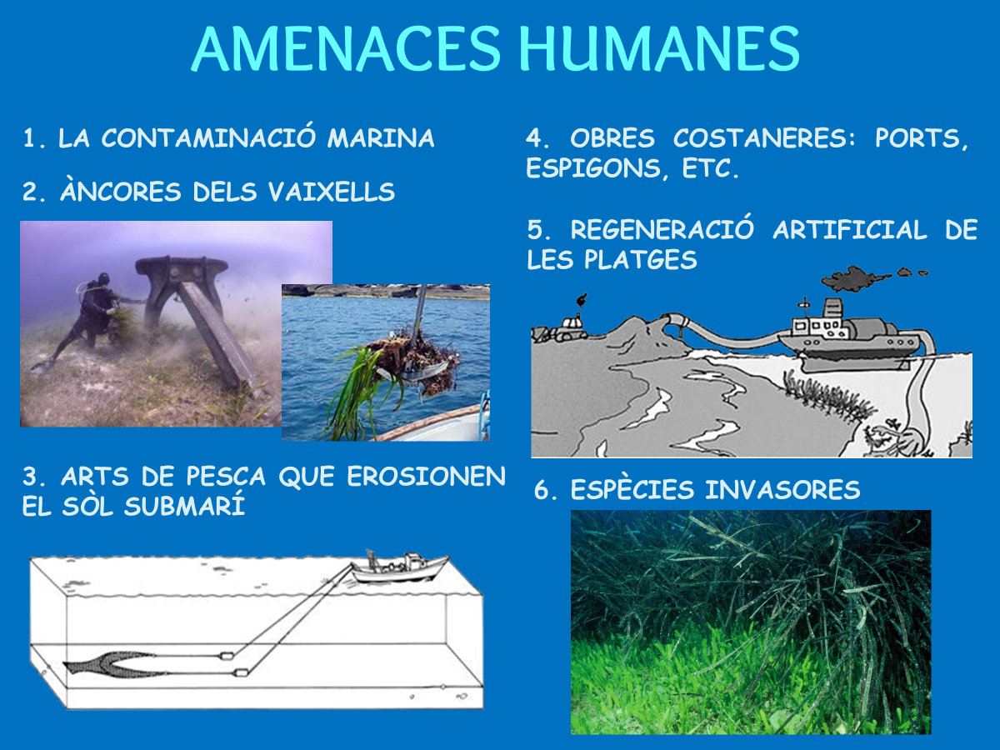 AMENACES HUMANES
1. LA CONTAMINACIÓ MARINA
2. ÀNCORES DELS VAIXELLS
3. ARTS DE PESCA QUE EROSIONEN
EL SÒL SUBMARÍ
4. OBRES COSTANERES: PORTS,
ESPIGONS, ETC.
5. REGENERACIÓ ARTIFICIAL DE
LES PLATGES
6. ESPÈCIES INVASORES